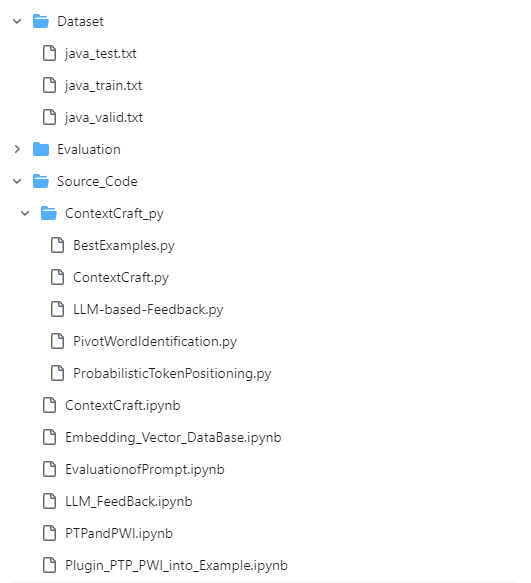 Dataset
java_test.txt
java_train.txt
java_valid.txt
Evaluation
Source_Code
ContextCraft_py
BestExamples.py
ContextCraft.py
LLM-based-Feedback.py
PivotWordIdentification.py
ProbabilisticTokenPositioning.py
ContextCraft.ipynb
Embedding_Vector_DataBase.ipynb
EvaluationofPrompt.ipynb
LLM_FeedBack.ipynb
PTPandPWI.ipynb
Plugin_PTP_PWI_into_Example.ipynb